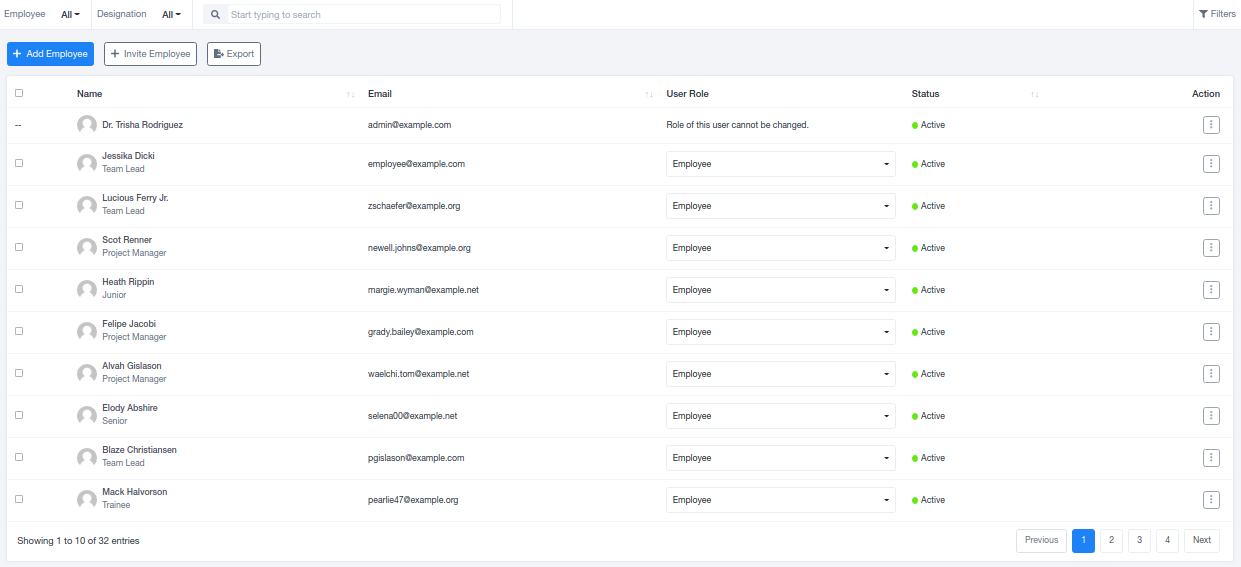 Employee All Designation All Start typing to search Filters
Add Employee Invite Employee Export
Name Email User Role Status Action
-- Dr. Trisha Rodriguez admin@example.com Role of this user cannot be changed. Active
Jessika Dicki
Team Lead employee@example.com Employee Active
Lucious Ferry Jr.
Team Lead zschaefer@example.org Employee Active
Scot Renner
Project Manager newell.johns@example.org Employee Active
Heath Rippin
Junior margie.wyman@example.net Employee Active
Felipe Jacobi
Project Manager grady.bailey@example.com Employee Active
Alvah Gislason
Project Manager waelchi.tom@example.net Employee Active
Elody Abshire
Senior selena00@example.net Employee Active
Blaze Christiansen
Team Lead pgislason@example.com Employee Active
Mack Halvorson
Trainee pearlie47@example.org Employee Active
Showing 1 to 10 of 32 entries Previous 1 2 3 4 Next